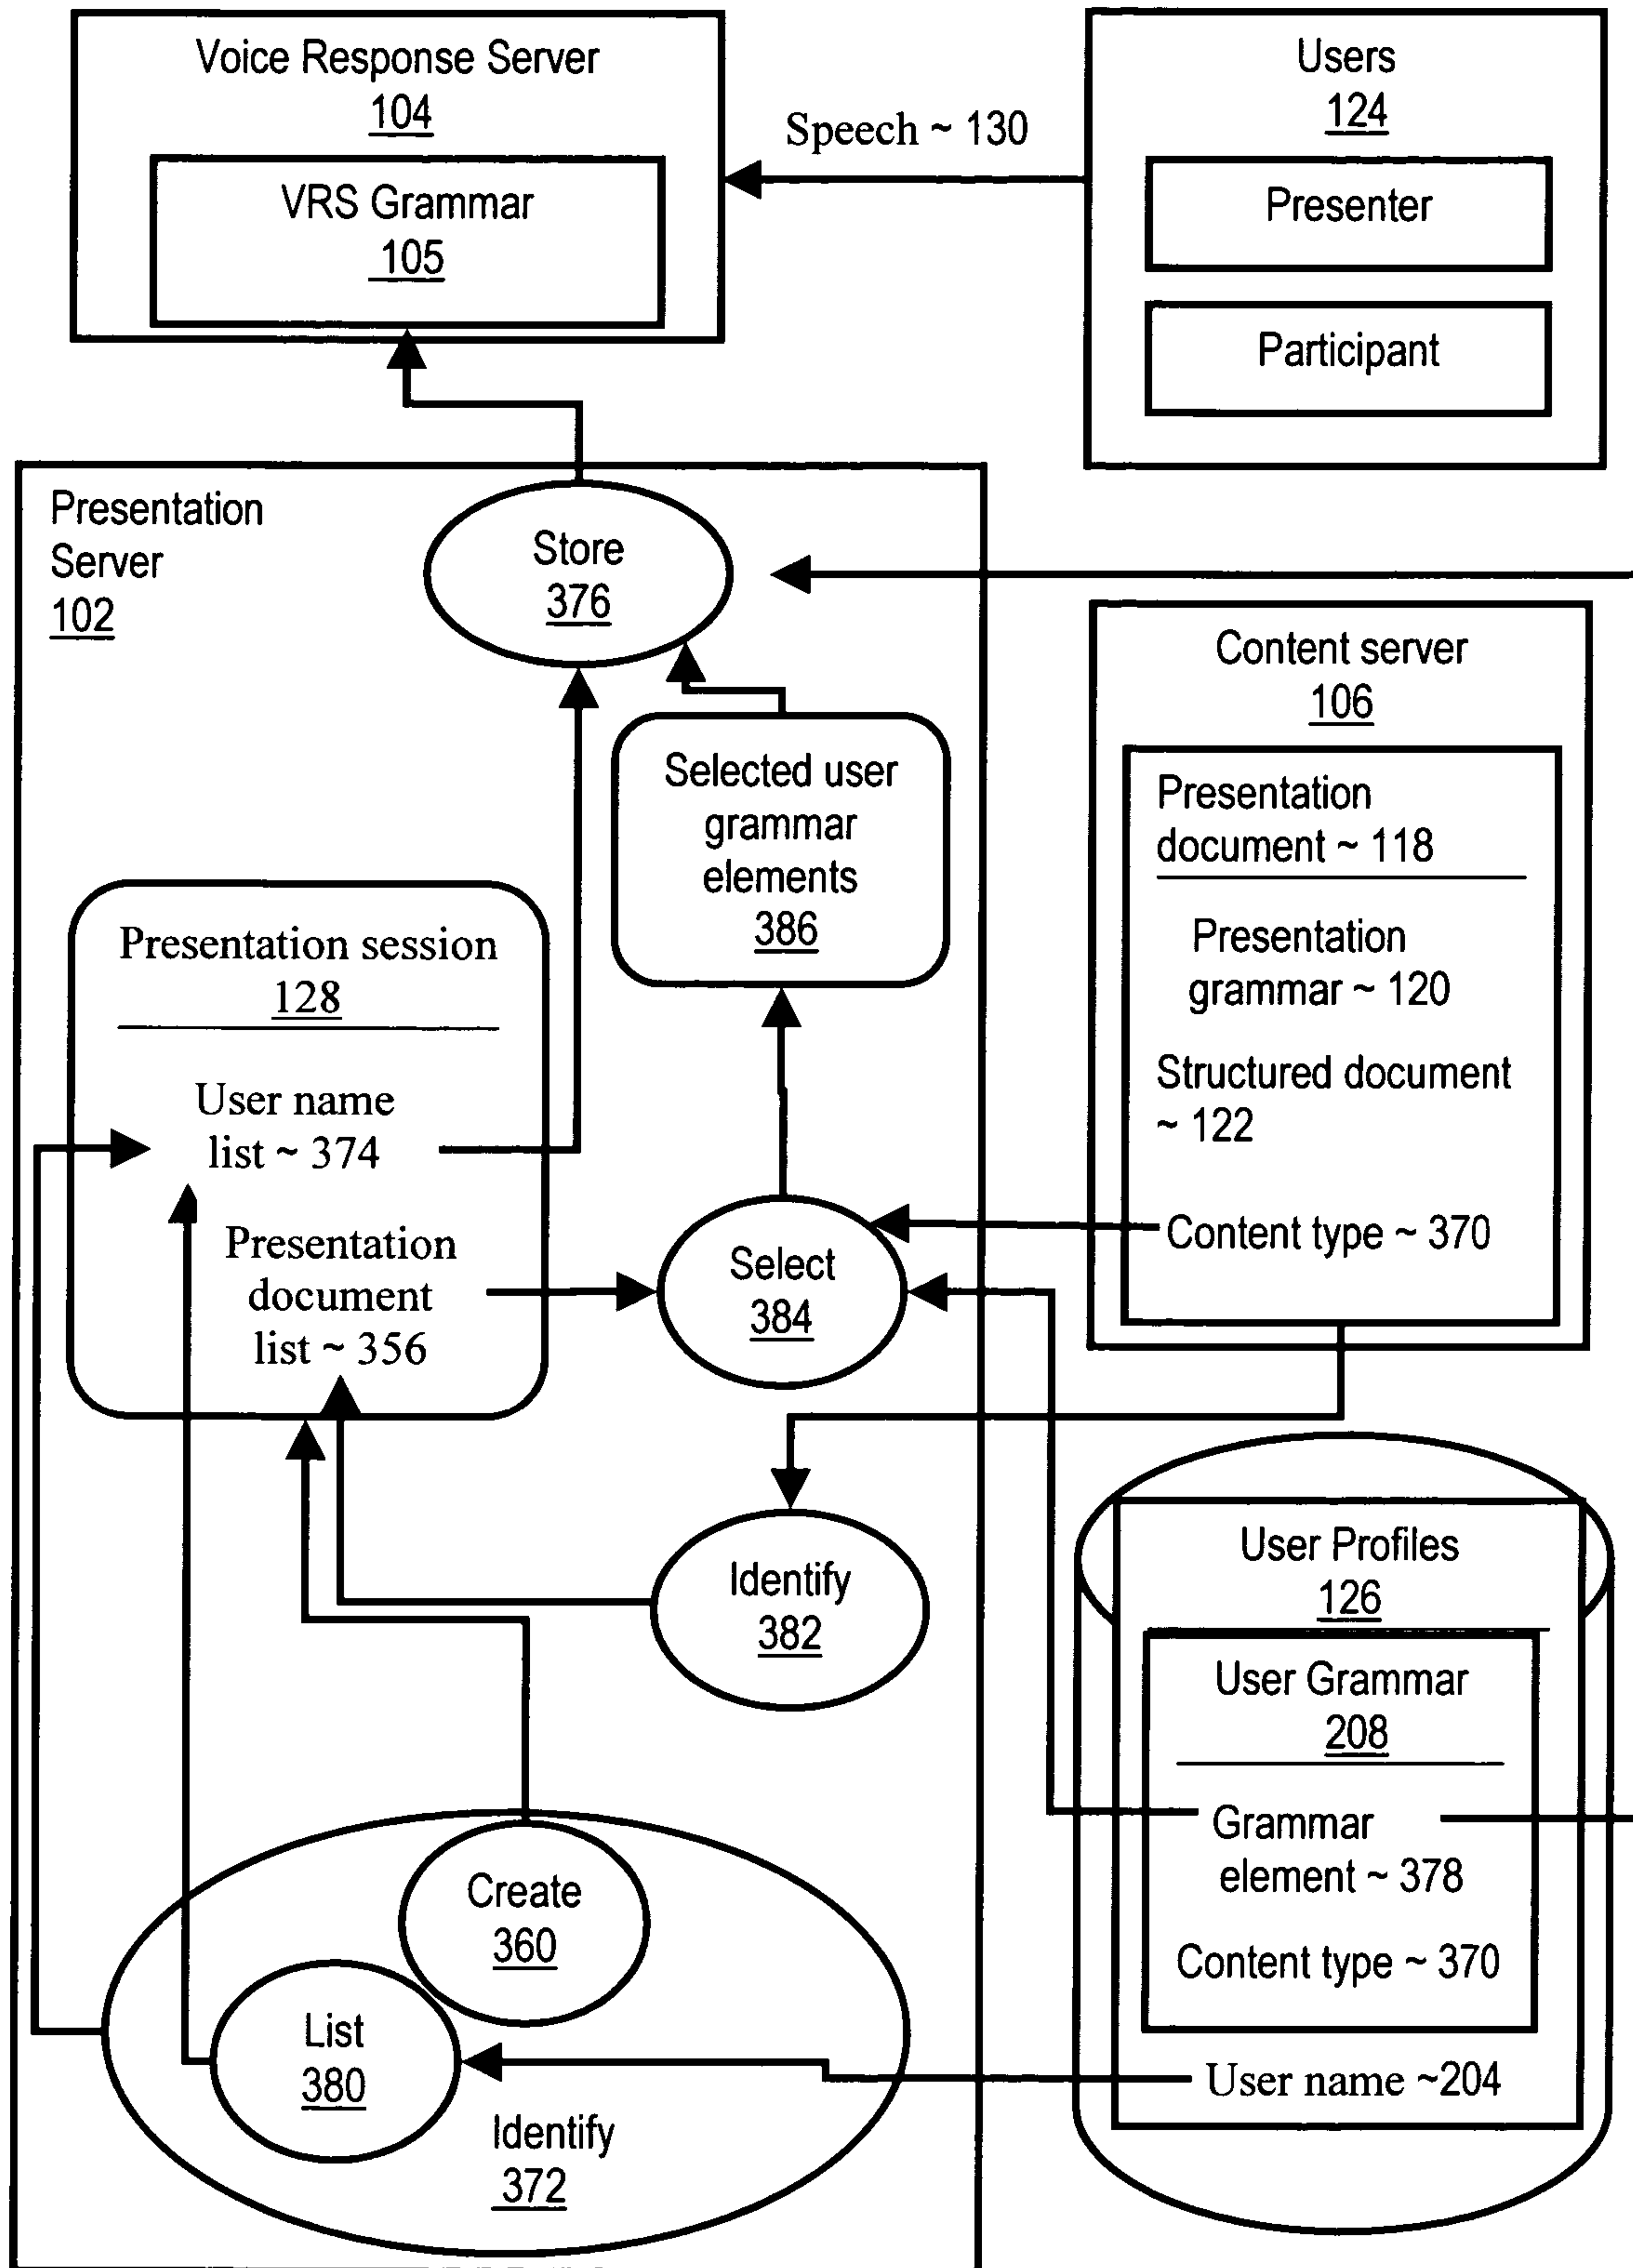 Voice Response Server
104
VRS Grammar
105
Speech ~ 130
Users
124
Presenter
Participant
Presentation
Server
102
Store
376
Selected user
grammar
elements
386
Content server
106
Presentation
document ~ 118
Presentation
grammar ~ 120
Structured document
~ 122
Content type ~ 370
Presentation session
128
User name
list ~ 374
Presentation
document
list ~ 356
Select
384
Identify
382
User Profiles
126
User Grammar
208
Grammar
element ~ 378
Content type ~ 370
User name ~204
Create
360
List
380
Identify
372